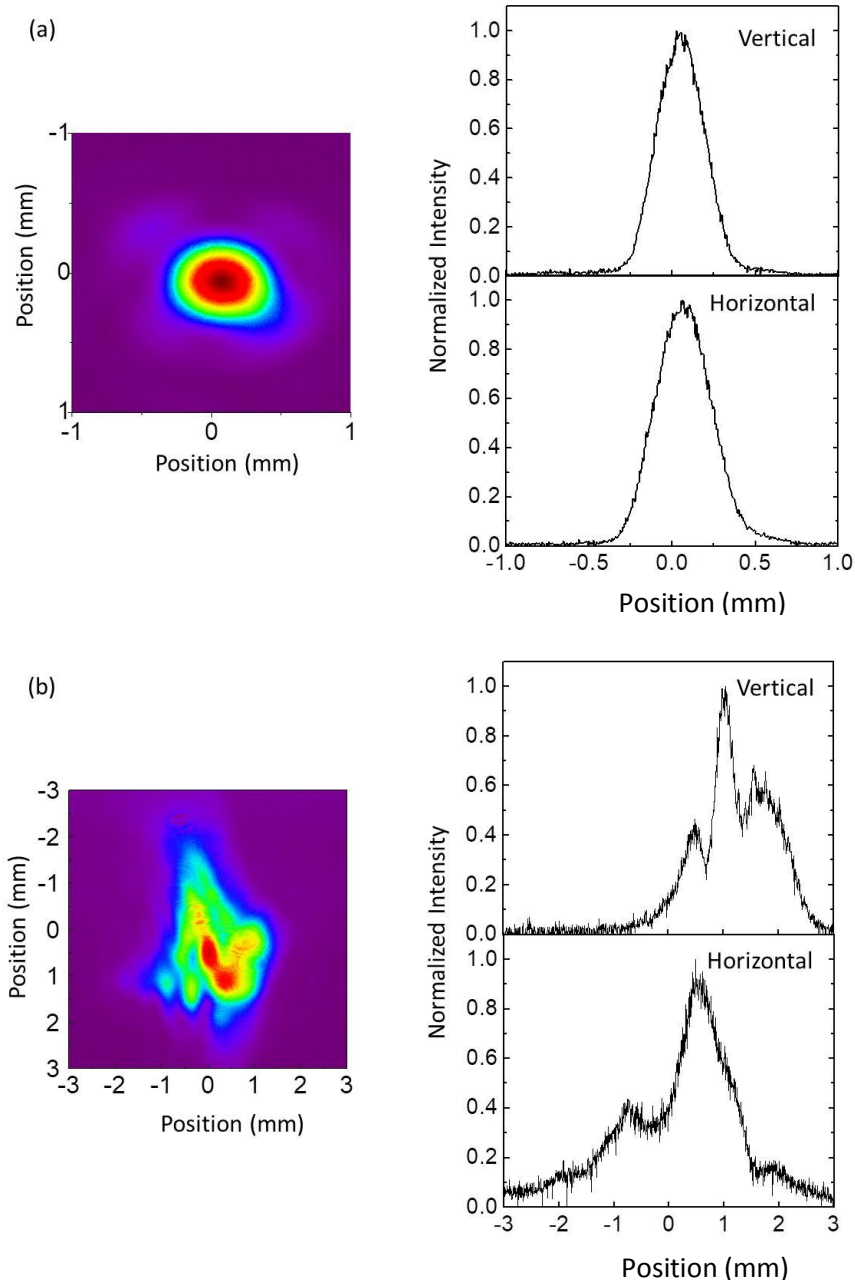 (a)
-1
0
1
Position (mm)
-1 0 1
Position (mm)
Vertical
1.0
0.8
0.6
0.4
0.2
0.0
Horizontal
1.0
0.8
0.6
0.4
0.2
0.0
Normalized Intensity
-1.0 -0.5 0.0 0.5 1.0
Position (mm)
(b)
-3
-2
-1
0
1
2
3
Position (mm)
-3 -2 -1 0 1 2 3
Position (mm)
Vertical
1.0
0.8
0.6
0.4
0.2
0.0
Horizontal
1.0
0.8
0.6
0.4
0.2
0.0
Normalized Intensity
-3 -2 -1 0 1 2 3
Position (mm)